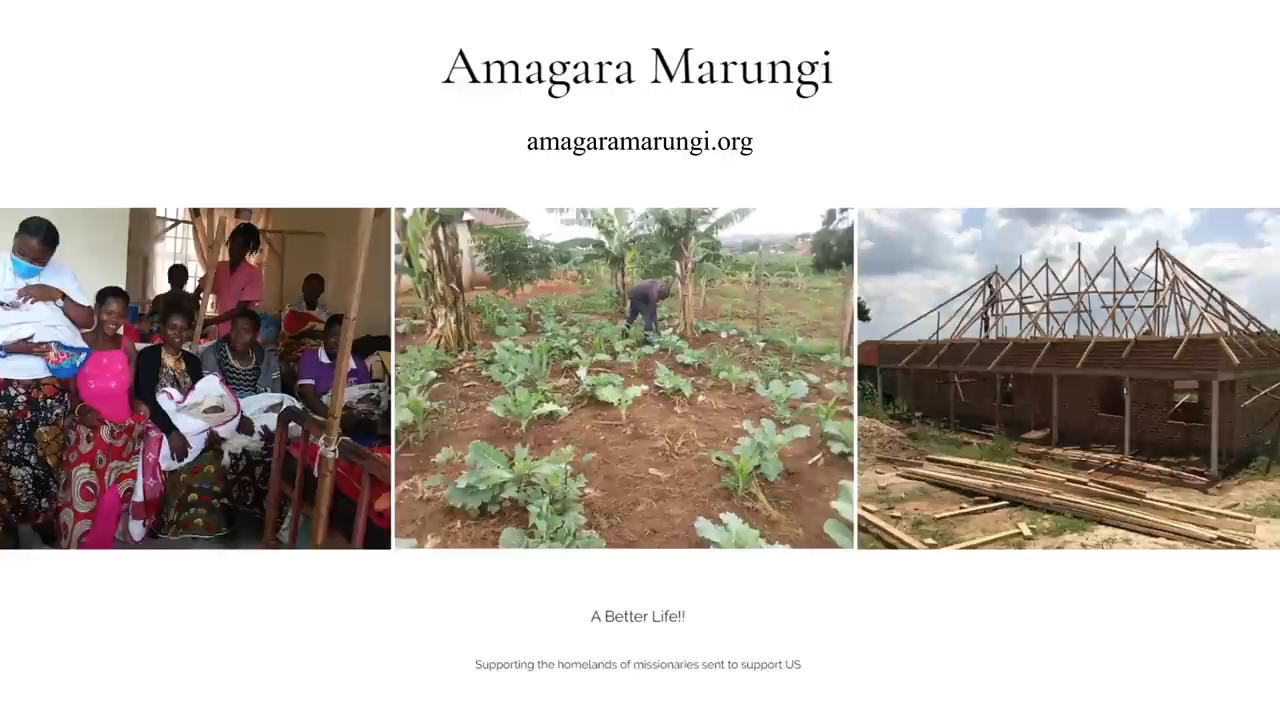 Amagara Marungi
amagaramarungi.org
A Better Life!!
Supporting the homelands of missionaries sent to support US